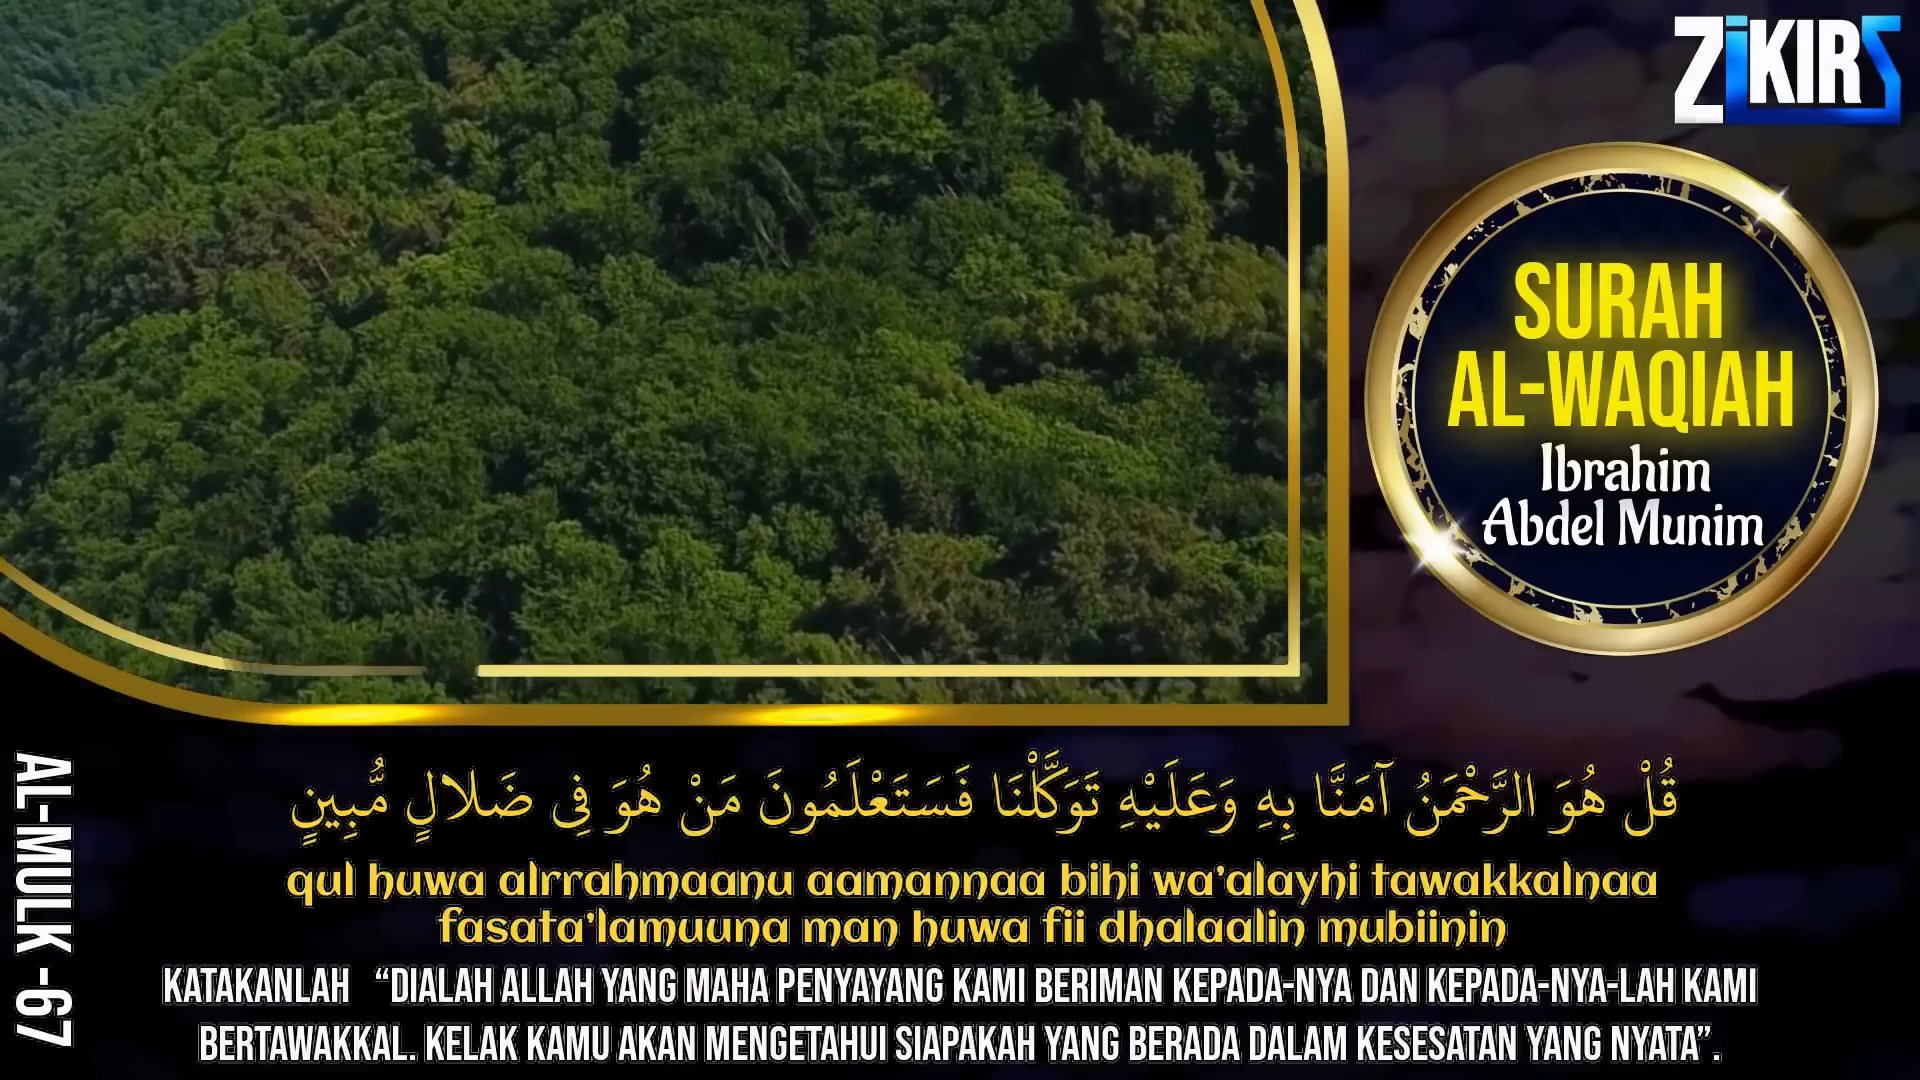 ZiKIRZ
SURAH
AL-WAQIAH
Ibrahim
Abdel Munim
AL-MULK -67
قُلْ هُوَ الرَّحْمَنُ آمَنَّا بِهِ وَعَلَيْهِ تَوَكَّلْنَا فَسَتَعْلَمُونَ مَنْ هُوَ فِى ضَلالٍ مُّبِينٍ
qul huwa alrrahmaanu aamannaa bihi wa'alayhi tawakkalnaa
fasata'lamuuna man huwa fii dhalaalin mubiinin
KATAKANLAH “DIALAH ALLAH YANG MAHA PENYAYANG KAMI BERIMAN KEPADA-NYA DAN KEPADA-NYA-LAH KAMI
BERTAWAKKAL. KELAK KAMU AKAN MENGETAHUI SIAPAKAH YANG BERADA DALAM KESESATAN YANG NYATA”.